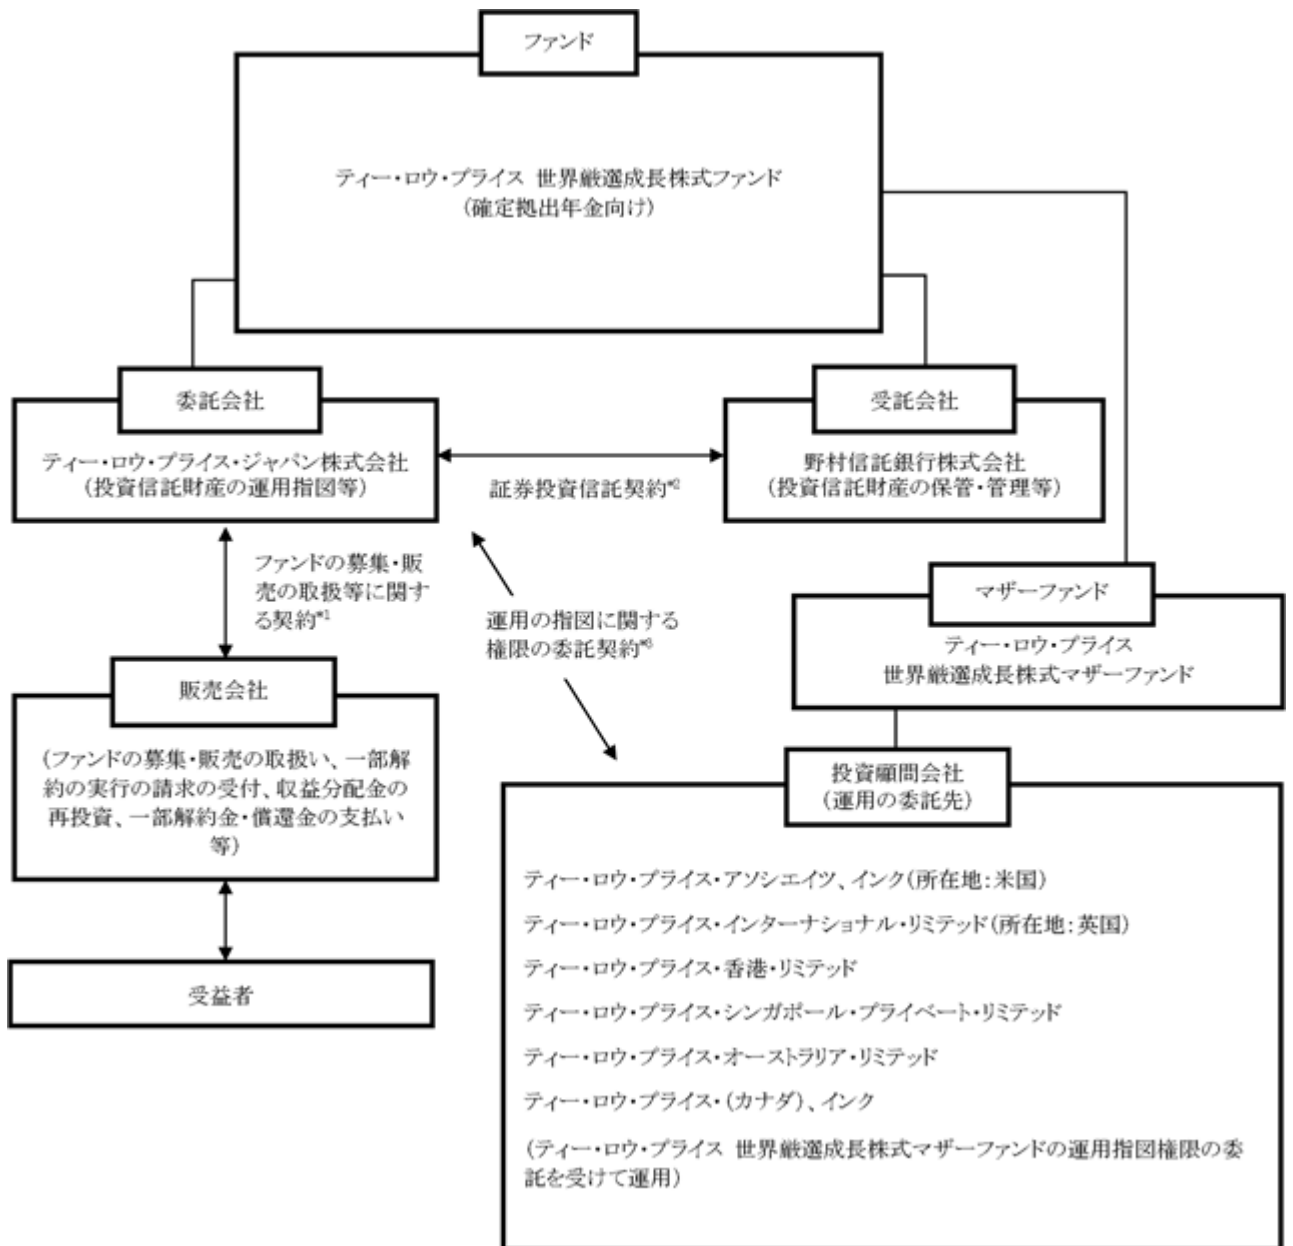 ファンド
ティー・ロウ・プライス 世界厳選成長株式ファンド
(確定拠出年金向け)
委託会社
ティー・ロウ・プライス・ジャパン株式会社
(投資信託財産の運用指図等)
証券投資信託契約*2
受託会社
野村信託銀行株式会社
(投資信託財産の保管・管理等)
ファンドの募集・販
売の取扱等に関す
る契約*1
運用の指図に関する
権限の委託契約*3
マザーファンド
ティー・ロウ・プライス
世界厳選成長株式マザーファンド
販売会社
(ファンドの募集・販売の取扱い、一部解
約の実行の請求の受付、収益分配金の
再投資、一部解約金・償還金の支払い
等)
受益者
投資顧問会社
(運用の委託先)
ティー・ロウ・プライス・アソシエイツ、インク(所在地:米国)
ティー・ロウ・プライス・インターナショナル・リミテッド(所在地:英国)
ティー・ロウ・プライス・香港・リミテッド
ティー・ロウ・プライス・シンガポール・プライベート・リミテッド
ティー・ロウ・プライス・オーストラリア・リミテッド
ティー・ロウ・プライス・(カナダ)、インク
(ティー・ロウ・プライス 世界厳選成長株式マザーファンドの運用指図権限の委
託を受けて運用)